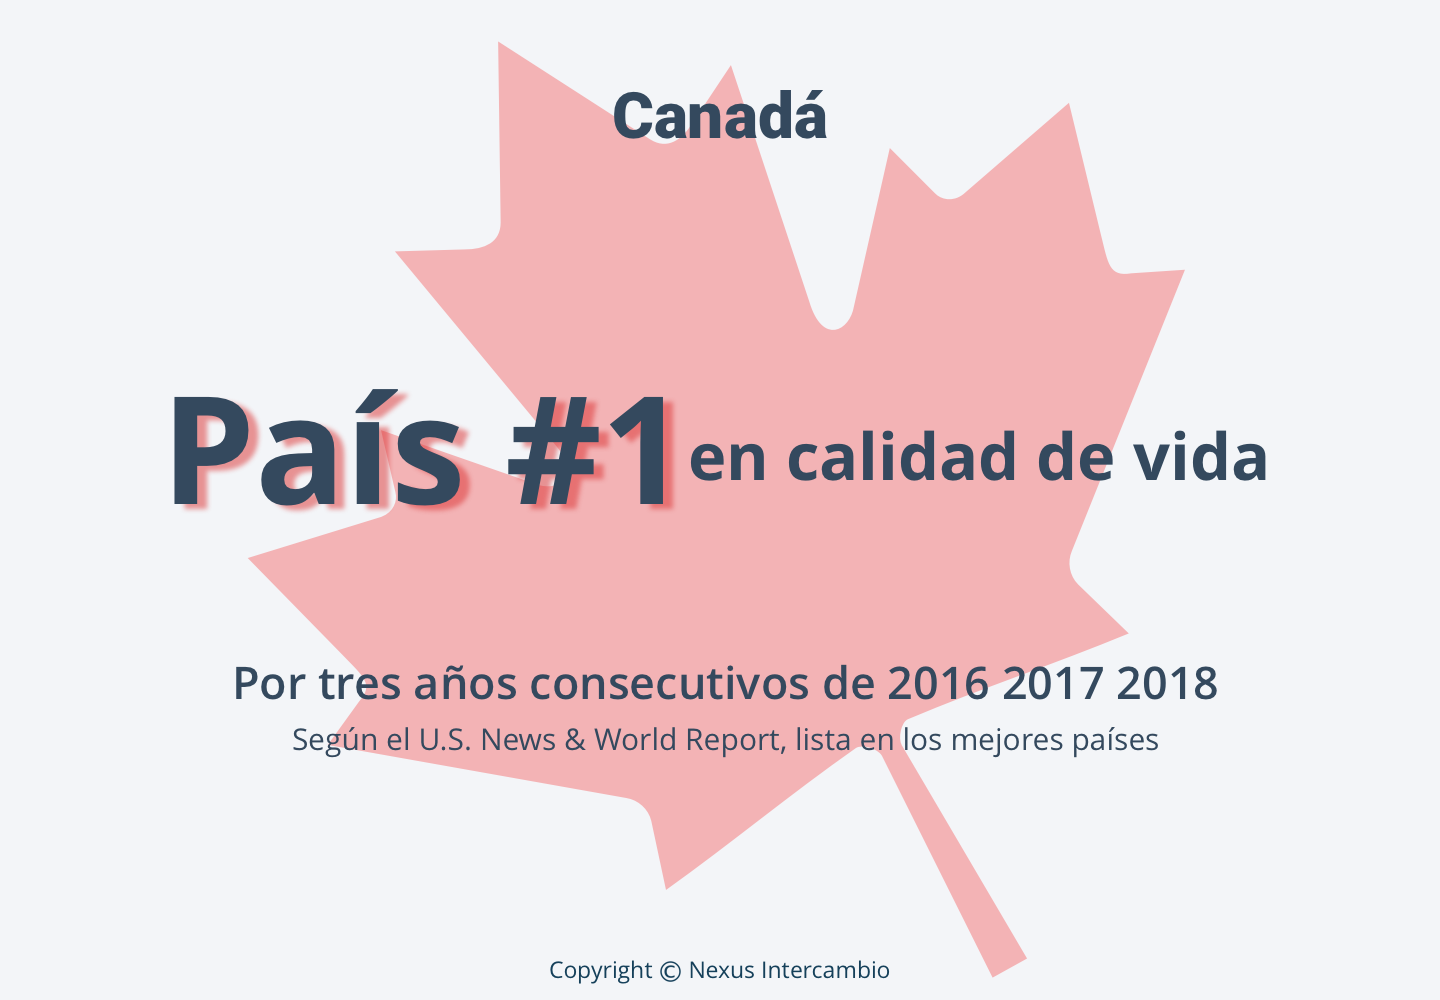 Canadá
País #1 en calidad de vida
Por tres años consecutivos de 2016 2017 2018
Según el U.S. News & World Report, lista en los mejores países
Copyright © Nexus Intercambio